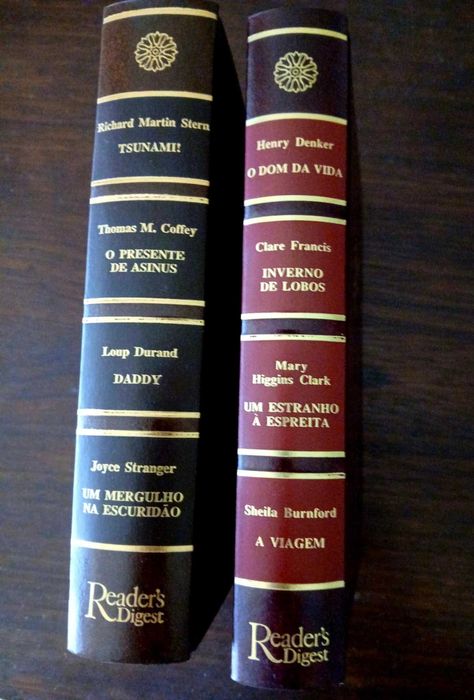 Richard Martin Stern
TSUNAMI!
Thomas M. Coffey
O PRESENTE
DE ASINUS
Loup Durand
DADDY
Joyce Stranger
UM MERGULHO
NA ESCURIDÃO
Reader's
Digest
Henry Denker
O DOM DA VIDA
Clare Francis
INVERNO
DE LOBOS
Mary
Higgins Clark
UM ESTRANHO
À ESPREITA
Sheila Burnford
A VIAGEM
Reader's
Digest